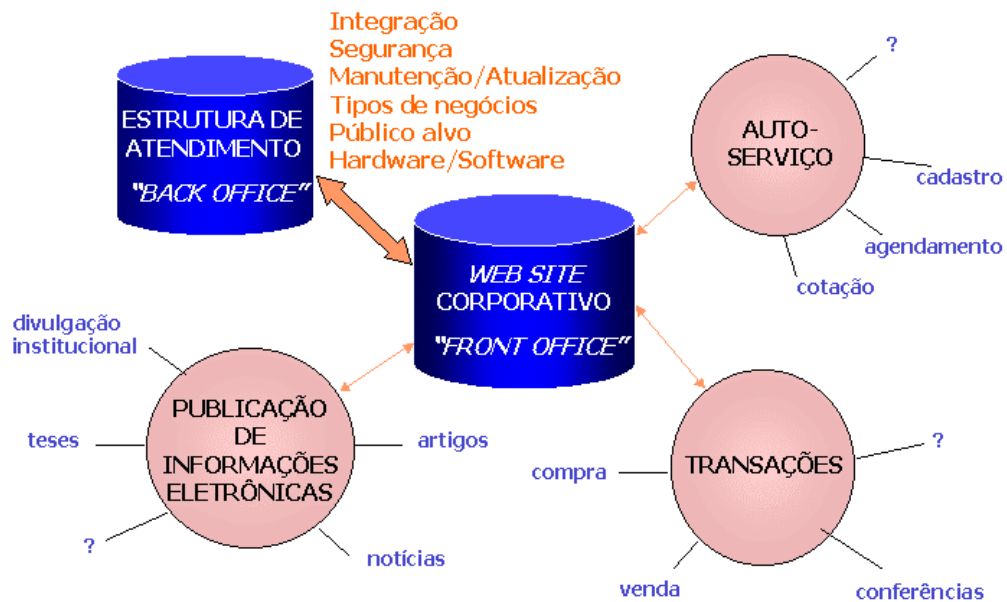 Integração
Segurança
Manutenção/Atualização
Tipos de negócios
Público alvo
Hardware/Software
ESTRUTURA DE
ATENDIMENTO
"BACK OFFICE"
WEB SITE
CORPORATIVO
"FRONT OFFICE"
?
AUTO-
SERVIÇO
cadastro
agendamento
cotação
divulgação
institucional
PUBLICAÇÃO
DE
INFORMAÇÕES
ELETRÔNICAS
teses
artigos
?
notícias
TRANSAÇÕES
?
compra
venda
conferências